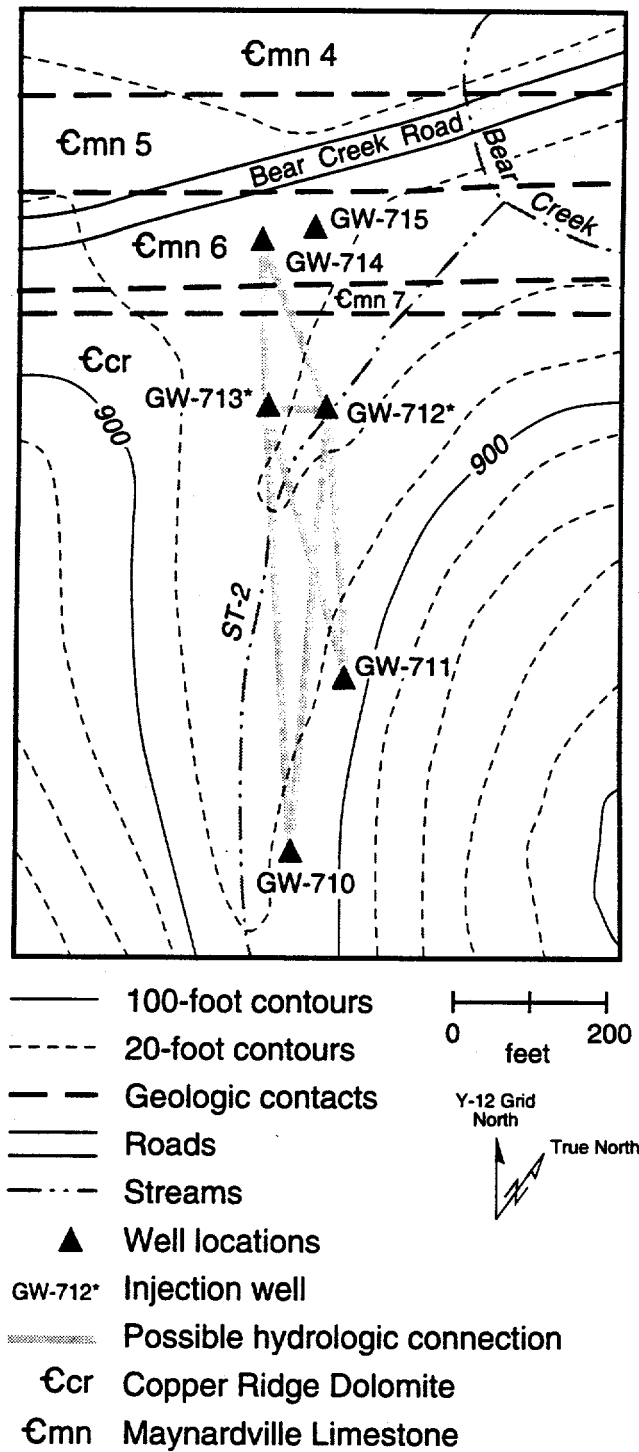 Ꞓmn 4
Ꞓmn 5
Bear Creek Road
Bear Creek
Ꞓmn 6
GW-715
GW-714
Ꞓmn 7
Ꞓcr
GW-713*
GW-712*
900
900
ST-2
GW-711
GW-710
100-foot contours
0 200
feet
20-foot contours
Geologic contacts
Y-12 Grid
North
True North
Roads
Streams
Well locations
GW-712* Injection well
Possible hydrologic connection
Ꞓcr Copper Ridge Dolomite
Ꞓmn Maynardville Limestone